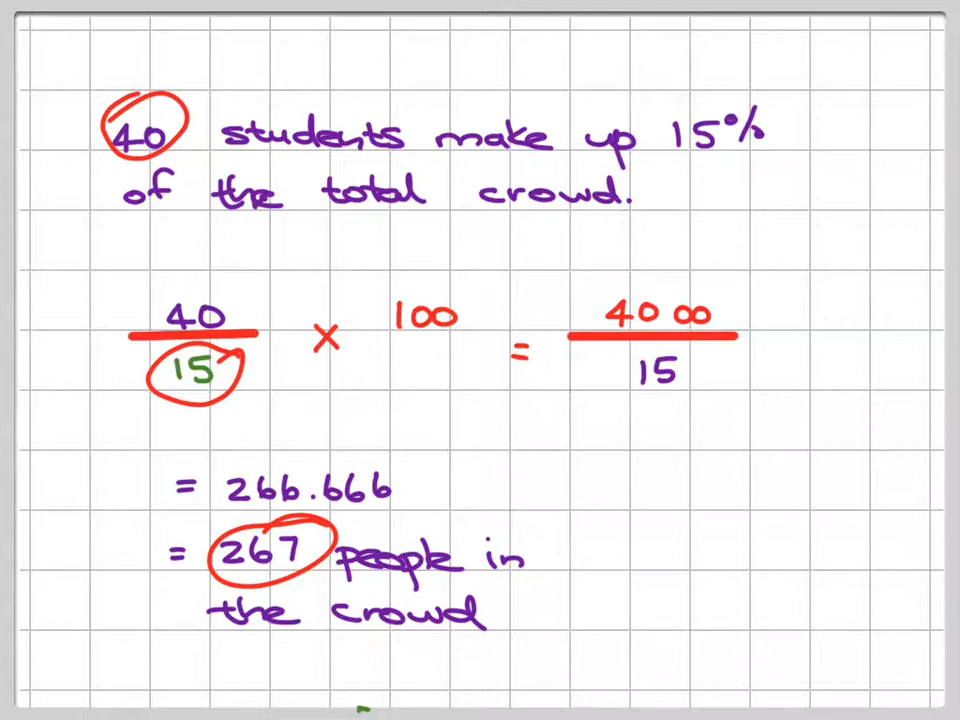 40 students make up 15%
of the total crowd.
40 × 100 = 4000
15 15
= 266.666
= 267 people in
the crowd